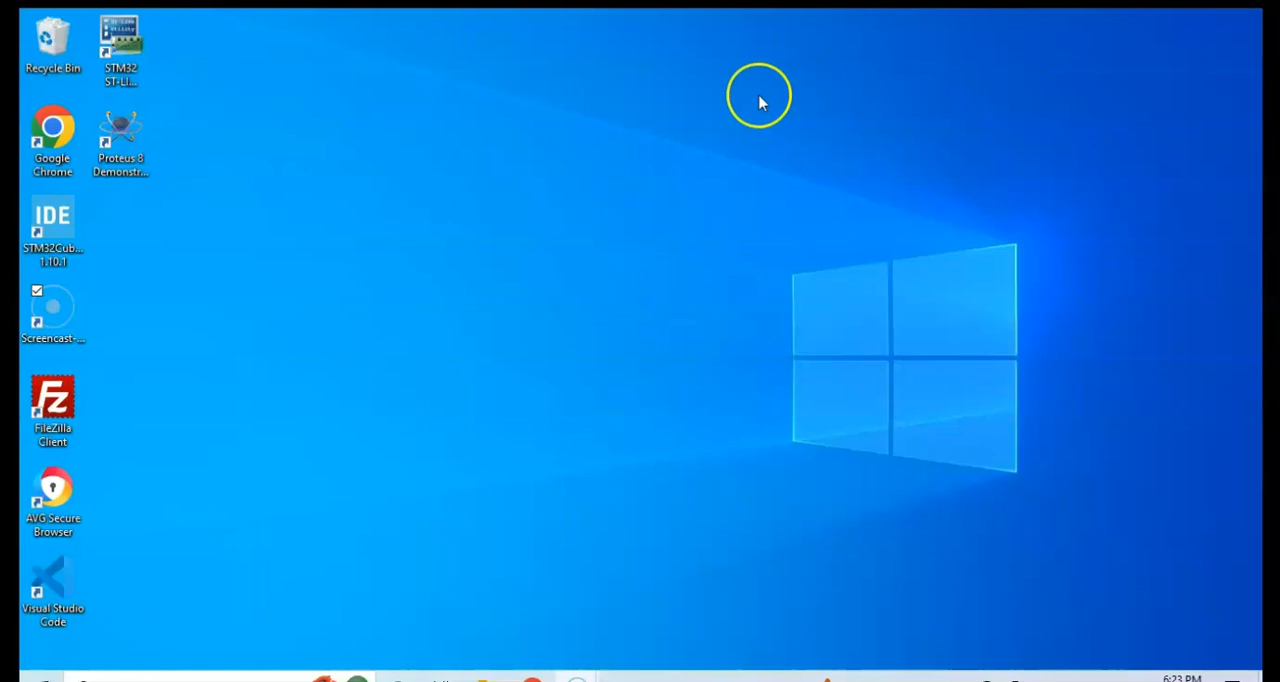 Recycle Bin
STM32
ST-LI...
Google
Chrome
Proteus 8
Demonstr...
IDE
STM32Cub...
1.10.1
Screencast-...
Fz
FileZilla
Client
AVG Secure
Browser
Visual Studio
Code
6:23 PM